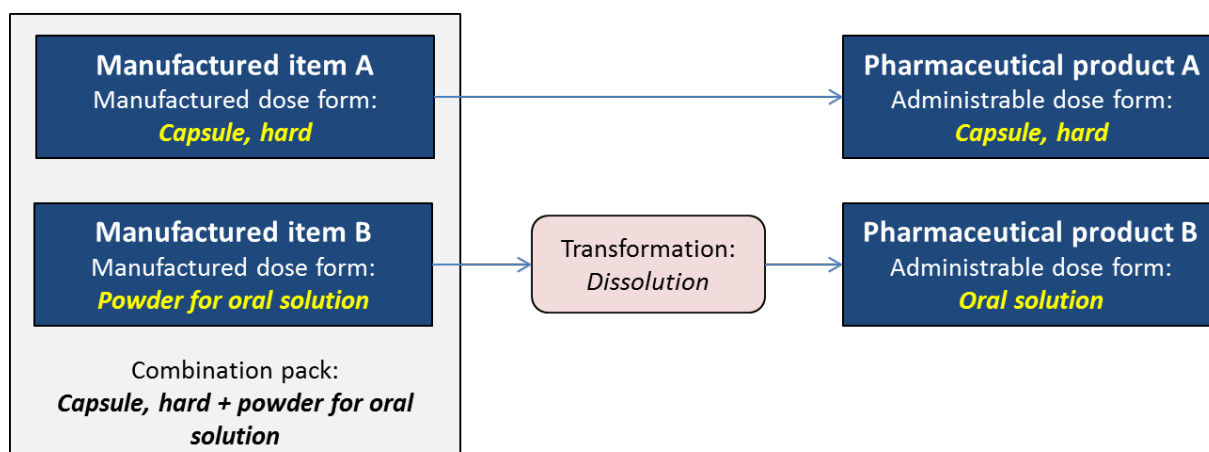 Manufactured item A
Manufactured dose form:
Capsule, hard
Pharmaceutical product A
Administrable dose form:
Capsule, hard
Manufactured item B
Manufactured dose form:
Powder for oral solution
Transformation:
Dissolution
Pharmaceutical product B
Administrable dose form:
Oral solution
Combination pack:
Capsule, hard + powder for oral
solution